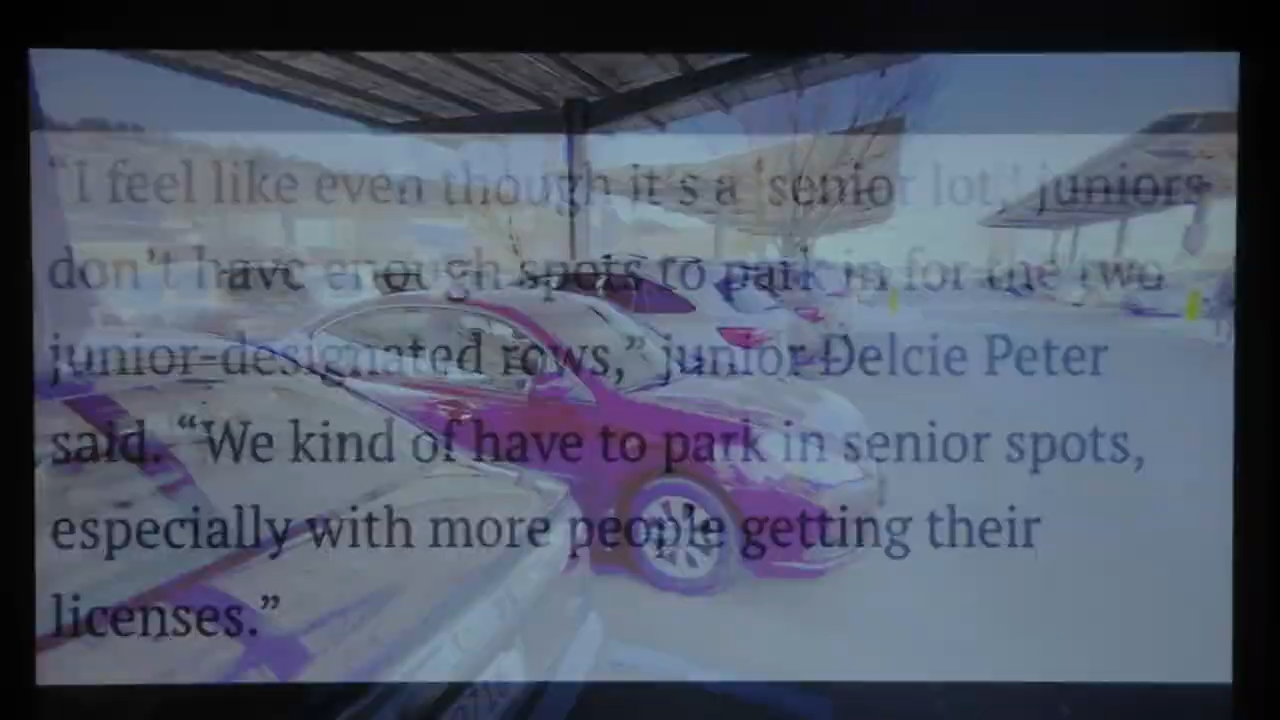 "I feel like even though it's a 'senior lot,' juniors
don't have enough spots to park in for the two
junior-designated rows," junior Delcie Peter
said. "We kind of have to park in senior spots,
especially with more people getting their
licenses."